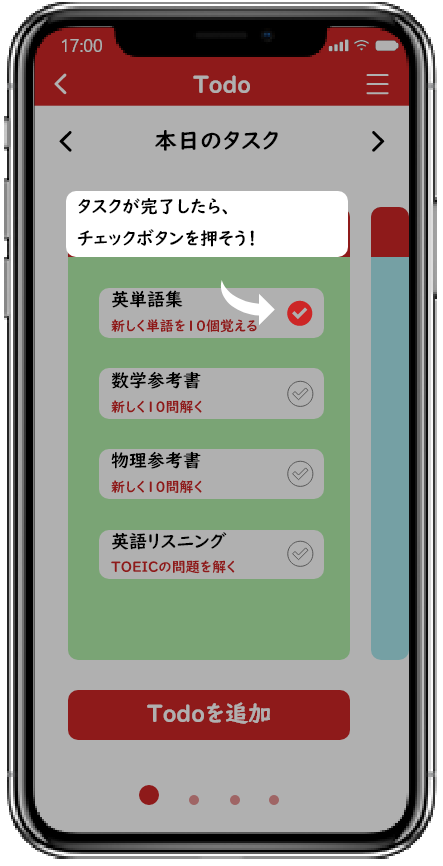 17:00
Todo
本日のタスク
タスクが完了したら、
チェックボタンを押そう!
英単語集
新しく単語を10個覚える
数学参考書
新しく10問解く
物理参考書
新しく10問解く
英語リスニング
TOEICの問題を解く
Todoを追加